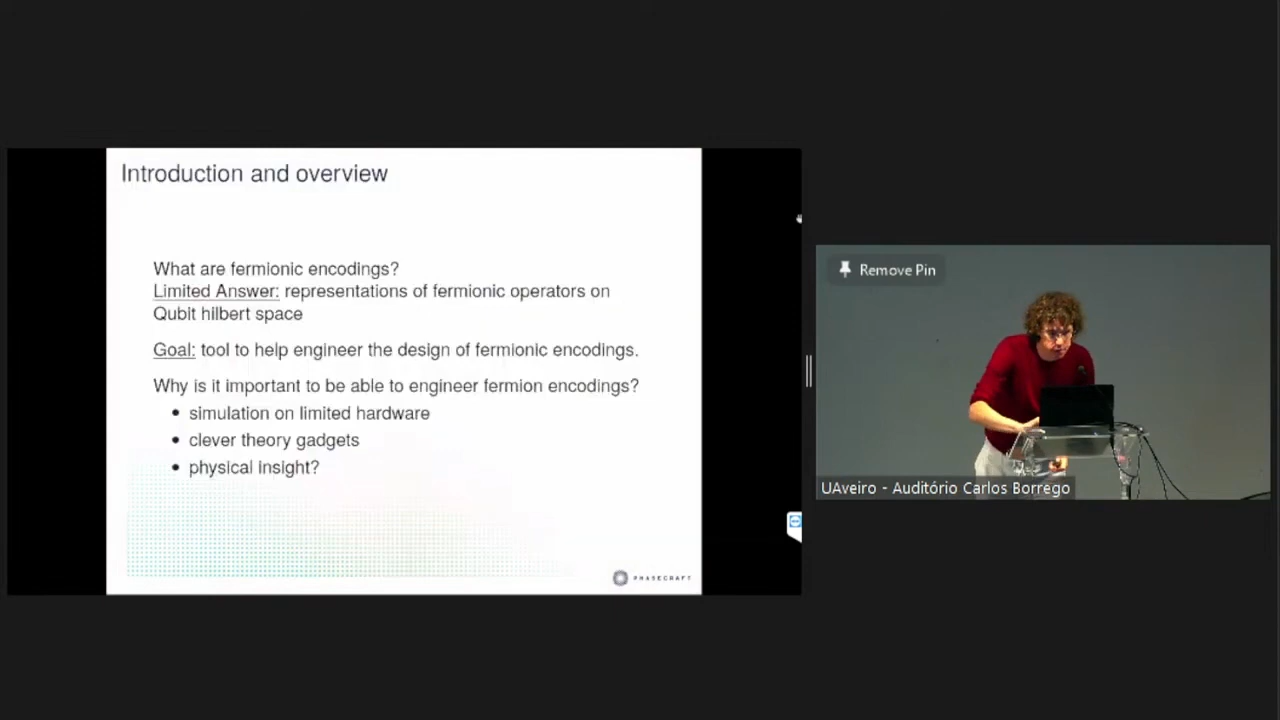 Introduction and overview
What are fermionic encodings?
Limited Answer: representations of fermionic operators on
Qubit hilbert space
Goal: tool to help engineer the design of fermionic encodings.
Why is it important to be able to engineer fermion encodings?
• simulation on limited hardware
• clever theory gadgets
• physical insight?
PHASECRAFT
Remove Pin
UAveiro - Auditório Carlos Borrego